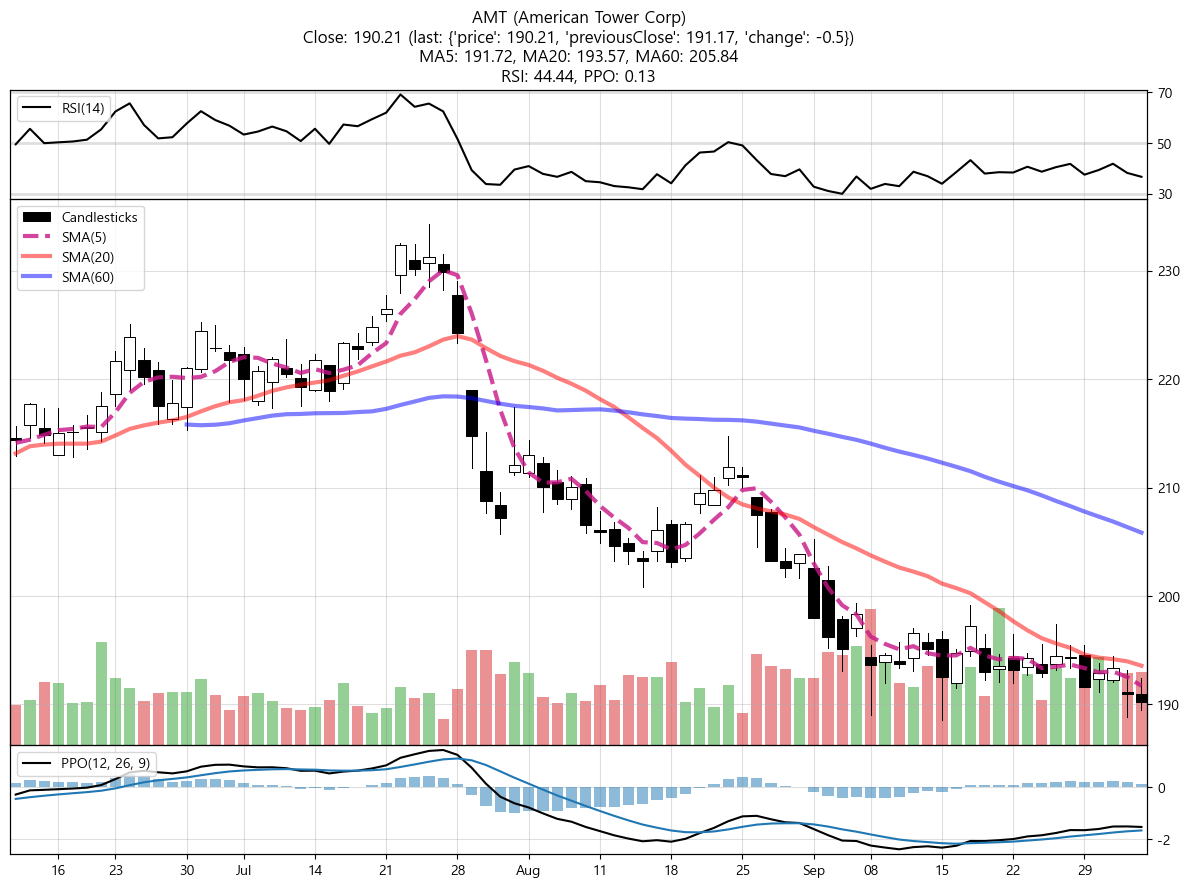 AMT (American Tower Corp)
Close: 190.21 (last: {'price': 190.21, 'previousClose': 191.17, 'change': -0.5})
MA5: 191.72, MA20: 193.57, MA60: 205.84
RSI: 44.44, PPO: 0.13
RSI(14)
70
50
30
Candlesticks
SMA(5)
SMA(20)
SMA(60)
230
220
210
200
190
PPO(12, 26, 9)
0
-2
16 23 30 Jul 14 21 28 Aug 11 18 25 Sep 08 15 22 29